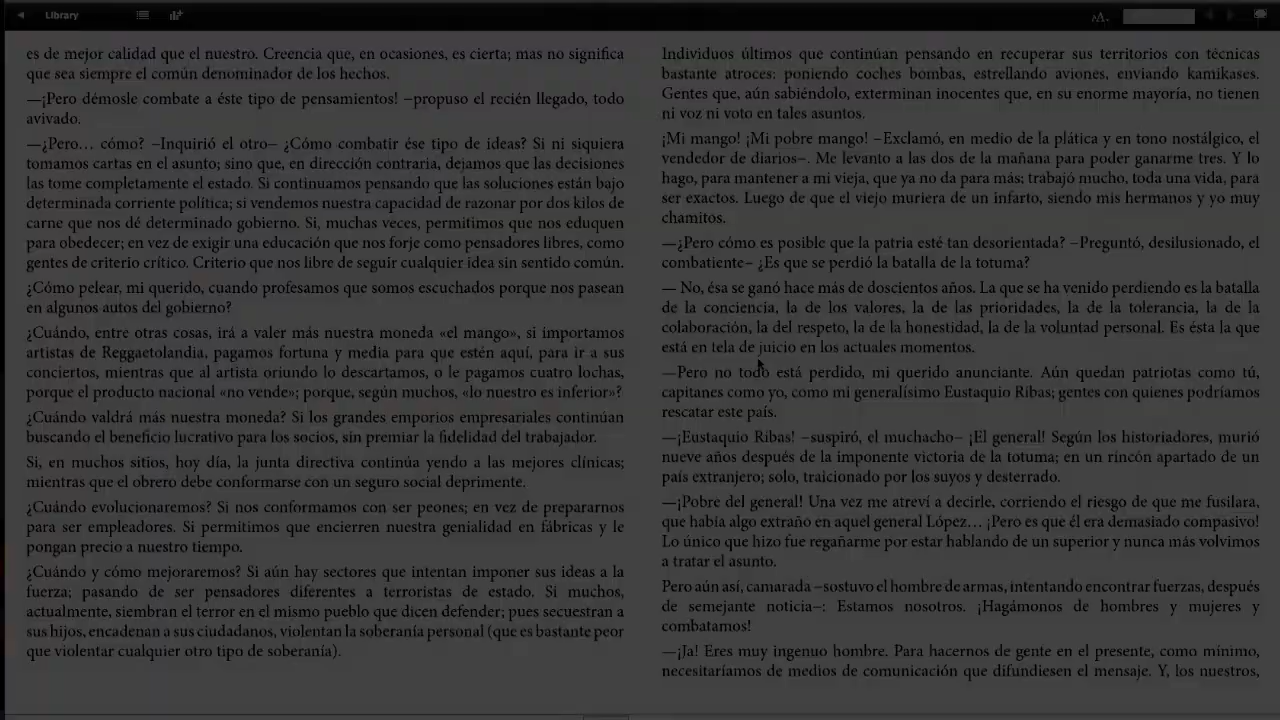 Library
AA
es de mejor calidad que el nuestro. Creencia que, en ocasiones, es cierta; mas no significa
que sea siempre el común denominador de los hechos.
—¡Pero démosle combate a éste tipo de pensamientos! –propuso el recién llegado, todo
avivado.
—¿Pero… cómo? –Inquirió el otro– ¿Cómo combatir ése tipo de ideas? Si ni siquiera
tomamos cartas en el asunto; sino que, en dirección contraria, dejamos que las decisiones
las tome completamente el estado. Si continuamos pensando que las soluciones están bajo
determinada corriente política; si vendemos nuestra capacidad de razonar por dos kilos de
carne que nos dé determinado gobierno. Si, muchas veces, permitimos que nos eduquen
para obedecer; en vez de exigir una educación que nos forje como pensadores libres, como
gentes de criterio crítico. Criterio que nos libre de seguir cualquier idea sin sentido común.
¿Cómo pelear, mi querido, cuando profesamos que somos escuchados porque nos pasean
en algunos autos del gobierno?
¿Cuándo, entre otras cosas, irá a valer más nuestra moneda «el mango», si importamos
artistas de Reggaetolandia, pagamos fortuna y media para que estén aquí, para ir a sus
conciertos, mientras que al artista oriundo lo descartamos, o le pagamos cuatro lochas,
porque el producto nacional «no vende»; porque, según muchos, «lo nuestro es inferior»?
¿Cuándo valdrá más nuestra moneda? Si los grandes emporios empresariales continúan
buscando el beneficio lucrativo para los socios, sin premiar la fidelidad del trabajador.
Si, en muchos sitios, hoy día, la junta directiva continúa yendo a las mejores clínicas;
mientras que el obrero debe conformarse con un seguro social deprimente.
¿Cuándo evolucionaremos? Si nos conformamos con ser peones; en vez de prepararnos
para ser empleadores. Si permitimos que encierren nuestra genialidad en fábricas y le
pongan precio a nuestro tiempo.
¿Cuándo y cómo mejoraremos? Si aún hay sectores que intentan imponer sus ideas a la
fuerza; pasando de ser pensadores diferentes a terroristas de estado. Si muchos,
actualmente, siembran el terror en el mismo pueblo que dicen defender; pues secuestran a
sus hijos, encadenan a sus ciudadanos, violentan la soberanía personal (que es bastante peor
que violentar cualquier otro tipo de soberanía).
Individuos últimos que continúan pensando en recuperar sus territorios con técnicas
bastante atroces: poniendo coches bombas, estrellando aviones, enviando kamikases.
Gentes que, aún sabiéndolo, exterminan inocentes que, en su enorme mayoría, no tienen
ni voz ni voto en tales asuntos.
¡Mi mango! ¡Mi pobre mango! –Exclamó, en medio de la plática y en tono nostálgico, el
vendedor de diarios–. Me levanto a las dos de la mañana para poder ganarme tres. Y lo
hago, para mantener a mi vieja, que ya no da para más; trabajó mucho, toda una vida, para
ser exactos. Luego de que el viejo muriera de un infarto, siendo mis hermanos y yo muy
chamitos.
—¿Pero cómo es posible que la patria esté tan desorientada? –Preguntó, desilusionado, el
combatiente– ¿Es que se perdió la batalla de la totuma?
— No, ésa se ganó hace más de doscientos años. La que se ha venido perdiendo es la batalla
de la conciencia, la de los valores, la de las prioridades, la de la tolerancia, la de la
colaboración, la del respeto, la de la honestidad, la de la voluntad personal. Es ésta la que
está en tela de juicio en los actuales momentos.
—Pero no todo está perdido, mi querido anunciante. Aún quedan patriotas como tú,
capitanes como yo, como mi generalísimo Eustaquio Ribas; gentes con quienes podríamos
rescatar este país.
—¡Eustaquio Ribas! –suspiró, el muchacho– ¡El general! Según los historiadores, murió
nueve años después de la imponente victoria de la totuma; en un rincón apartado de un
país extranjero; solo, traicionado por los suyos y desterrado.
—¡Pobre del general! Una vez me atreví a decirle, corriendo el riesgo de que me fusilara,
que había algo extraño en aquel general López… ¡Pero es que él era demasiado compasivo!
Lo único que hizo fue regañarme por estar hablando de un superior y nunca más volvimos
a tratar el asunto.
Pero aún así, camarada –sostuvo el hombre de armas, intentando encontrar fuerzas, después
de semejante noticia–: Estamos nosotros. ¡Hagámonos de hombres y mujeres y
combatamos!
—¡Ja! Eres muy ingenuo hombre. Para hacernos de gente en el presente, como mínimo,
necesitaríamos de medios de comunicación que difundiesen el mensaje. Y, los nuestros,